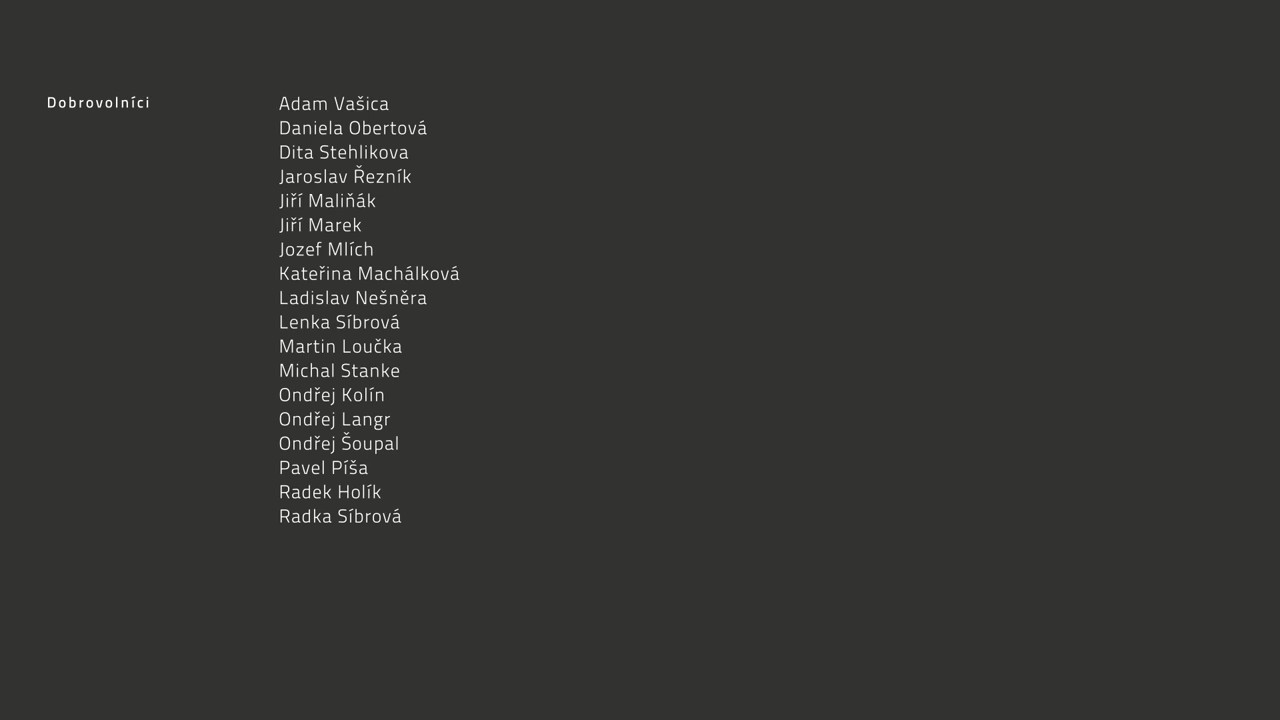 Dobrovolníci
Adam Vašica
Daniela Obertová
Dita Stehlikova
Jaroslav Řezník
Jiří Maliňák
Jiří Marek
Jozef Mlích
Kateřina Machálková
Ladislav Nešněra
Lenka Síbrová
Martin Loučka
Michal Stanke
Ondřej Kolín
Ondřej Langr
Ondřej Šoupal
Pavel Píša
Radek Holík
Radka Síbrová